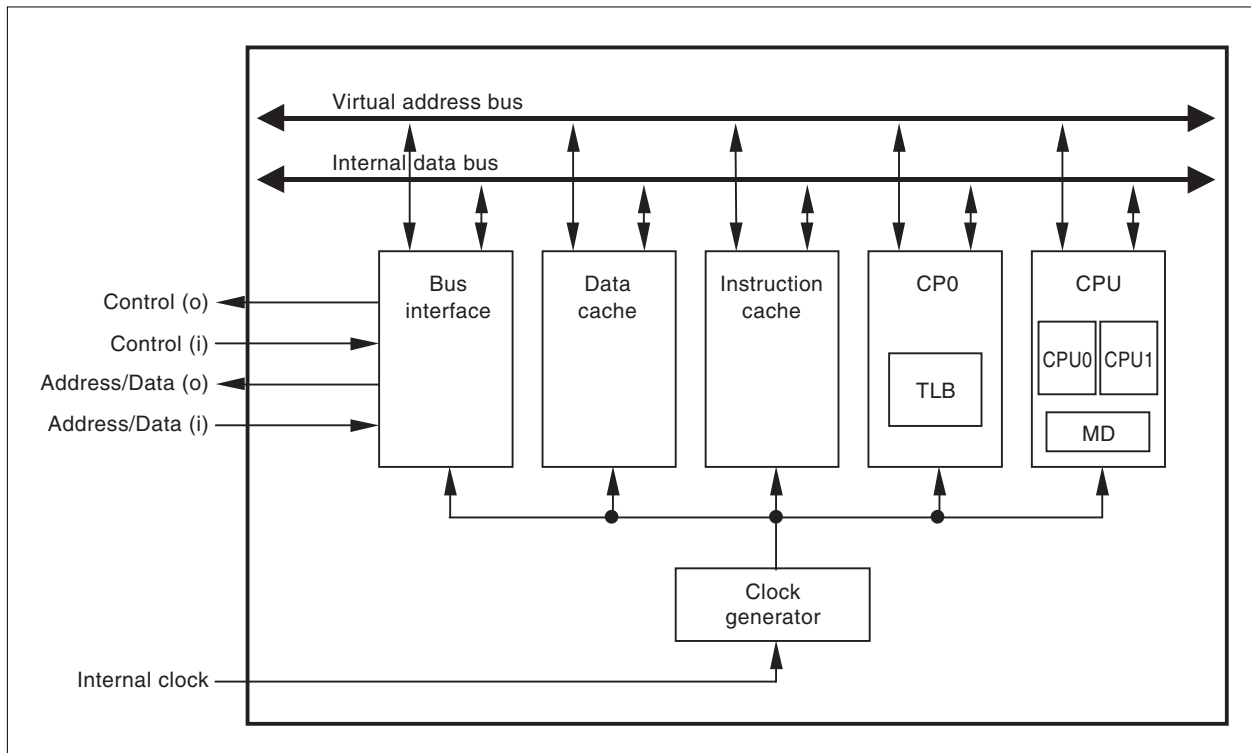 Virtual address bus
Internal data bus
Control (o)
Control (i)
Address/Data (o)
Address/Data (i)
Bus
interface
Data
cache
Instruction
cache
CP0
TLB
CPU
CPU0
CPU1
MD
Clock
generator
Internal clock